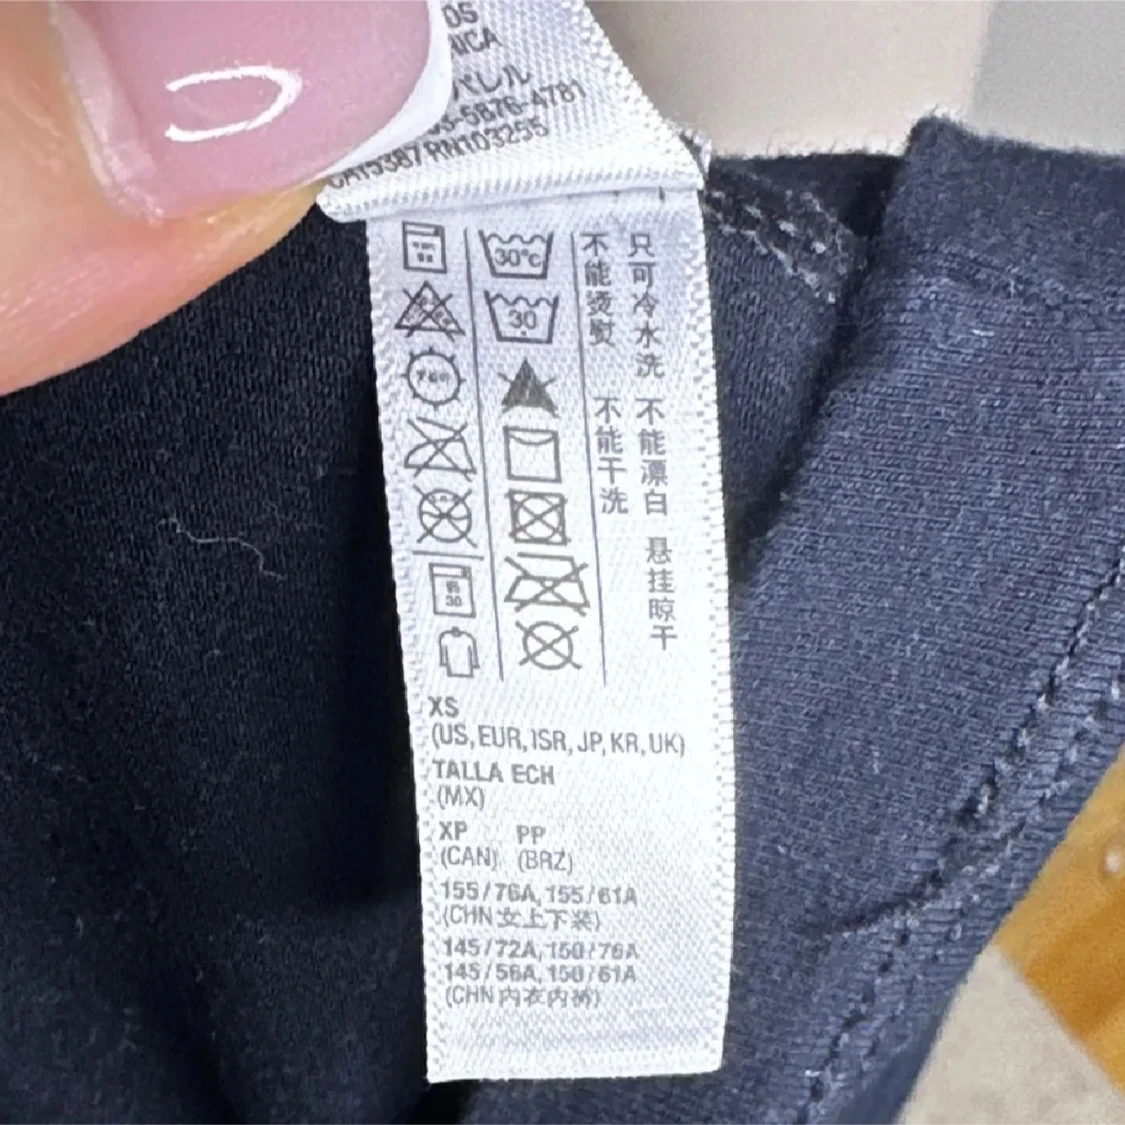 05
パレル
5876-4781
CA19387 RN103255
30℃
30
只可冷水洗 不能漂白 悬挂晾干
不能烫熨 不能干洗
30
XS
(US, EUR, ISR, JP, KR, UK)
TALLA ECH
(MX)
XP PP
(CAN) (BRZ)
155/76A, 155/61A
(CHN 女上下装)
145/72A, 150/76A
145/56A, 150/61A
(CHN 内衣内裤)